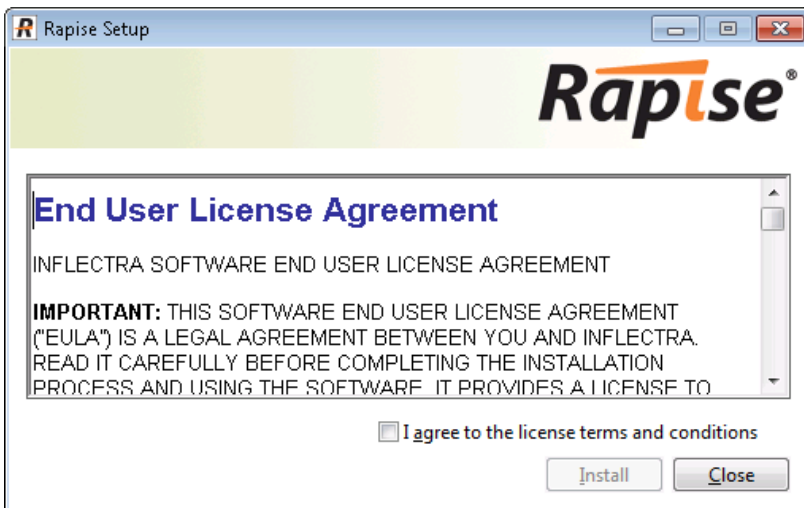 Rapise Setup
Rapise®
End User License Agreement
INFLECTRA SOFTWARE END USER LICENSE AGREEMENT
IMPORTANT: THIS SOFTWARE END USER LICENSE AGREEMENT
("EULA") IS A LEGAL AGREEMENT BETWEEN YOU AND INFLECTRA.
READ IT CAREFULLY BEFORE COMPLETING THE INSTALLATION
PROCESS AND USING THE SOFTWARE. IT PROVIDES A LICENSE TO
I agree to the license terms and conditions
Install
Close